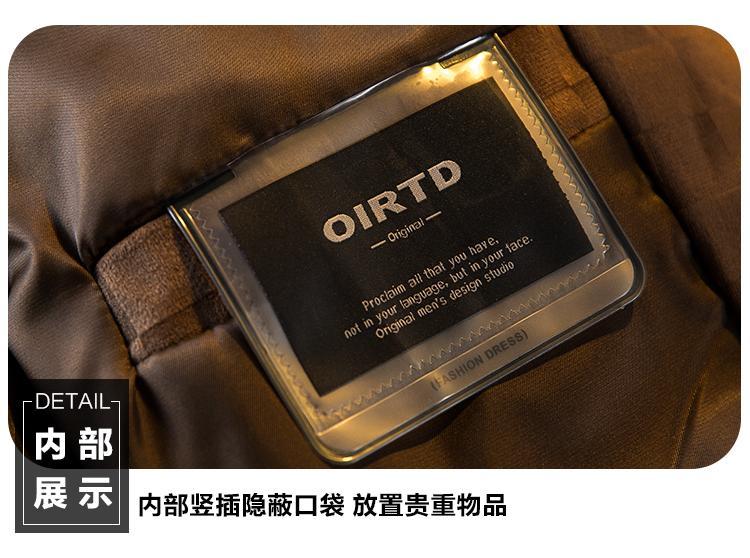 OIRTD
Original
Proclaim all that you have,
not in your language, but in your face.
Original men's design studio
(FASHION DRESS)
DETAIL
内部
展示
内部竖插隐蔽口袋 放置贵重物品